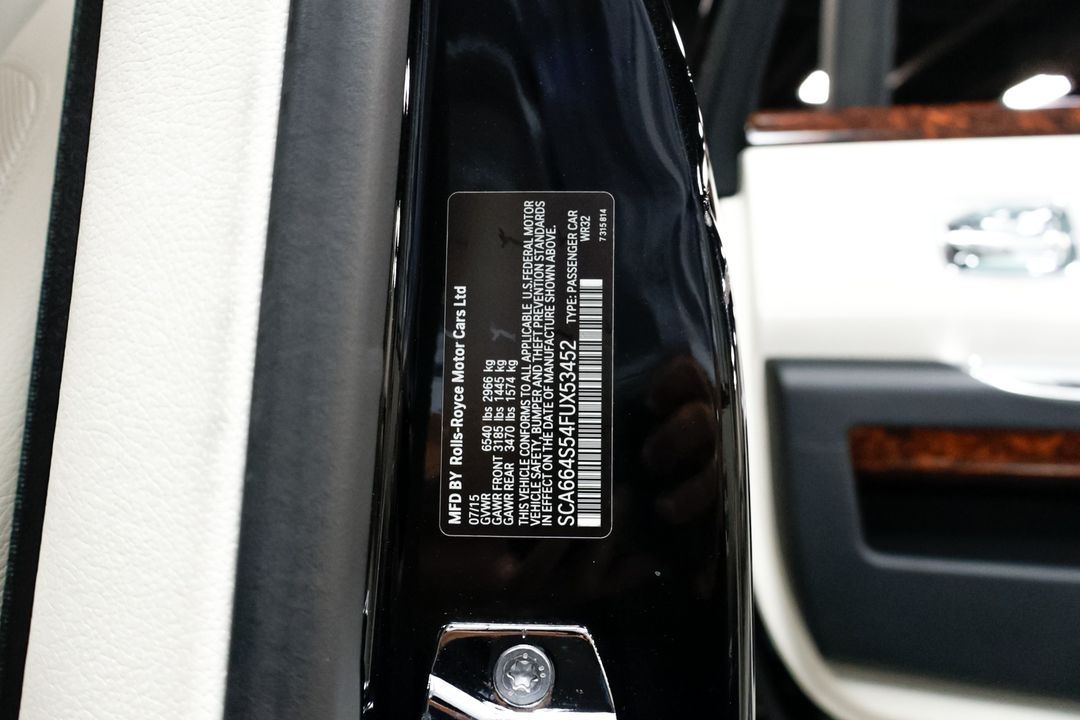 MFD BY Rolls-Royce Motor Cars Ltd
07/15
GVWR 6540 lbs 2966 kg
GAWR FRONT 3185 lbs 1445 kg
GAWR REAR 3470 lbs 1574 kg
THIS VEHICLE CONFORMS TO ALL APPLICABLE U.S. FEDERAL MOTOR
VEHICLE SAFETY, BUMPER AND THEFT PREVENTION STANDARDS
IN EFFECT ON THE DATE OF MANUFACTURE SHOWN ABOVE.
SCA664S54FUX53452 TYPE: PASSENGER CAR
WR32
7315814